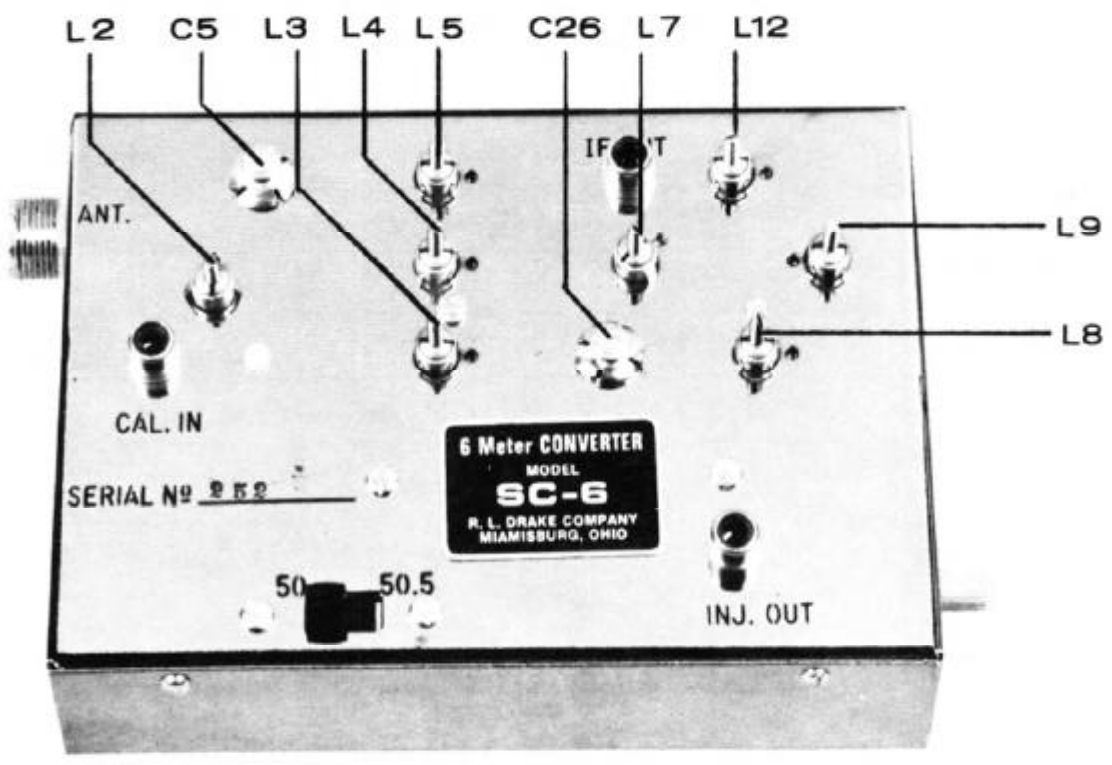 L2 C5 L3 L4 L5 C26 L7 L12
ANT.
L9
L8
CAL. IN
6 Meter CONVERTER
MODEL
SC-6
R. L. DRAKE COMPANY
MIAMISBURG, OHIO
SERIAL Nº 252
50 50.5
INJ. OUT